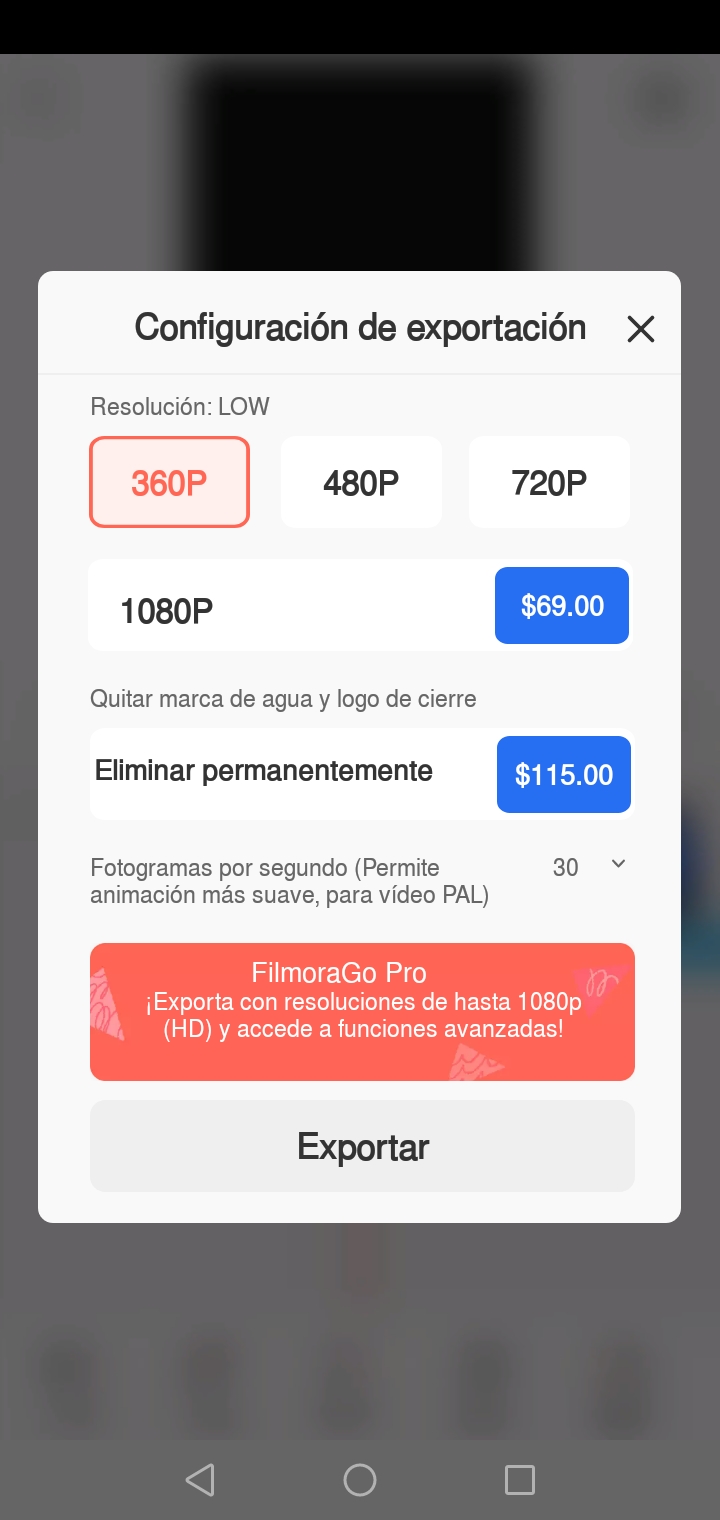 Configuración de exportación
Resolución: LOW
360P
480P
720P
1080P
$69.00
Quitar marca de agua y logo de cierre
Eliminar permanentemente
$115.00
Fotogramas por segundo (Permite
animación más suave, para vídeo PAL)
30
FilmoraGo Pro
¡Exporta con resoluciones de hasta 1080p
(HD) y accede a funciones avanzadas!
Exportar